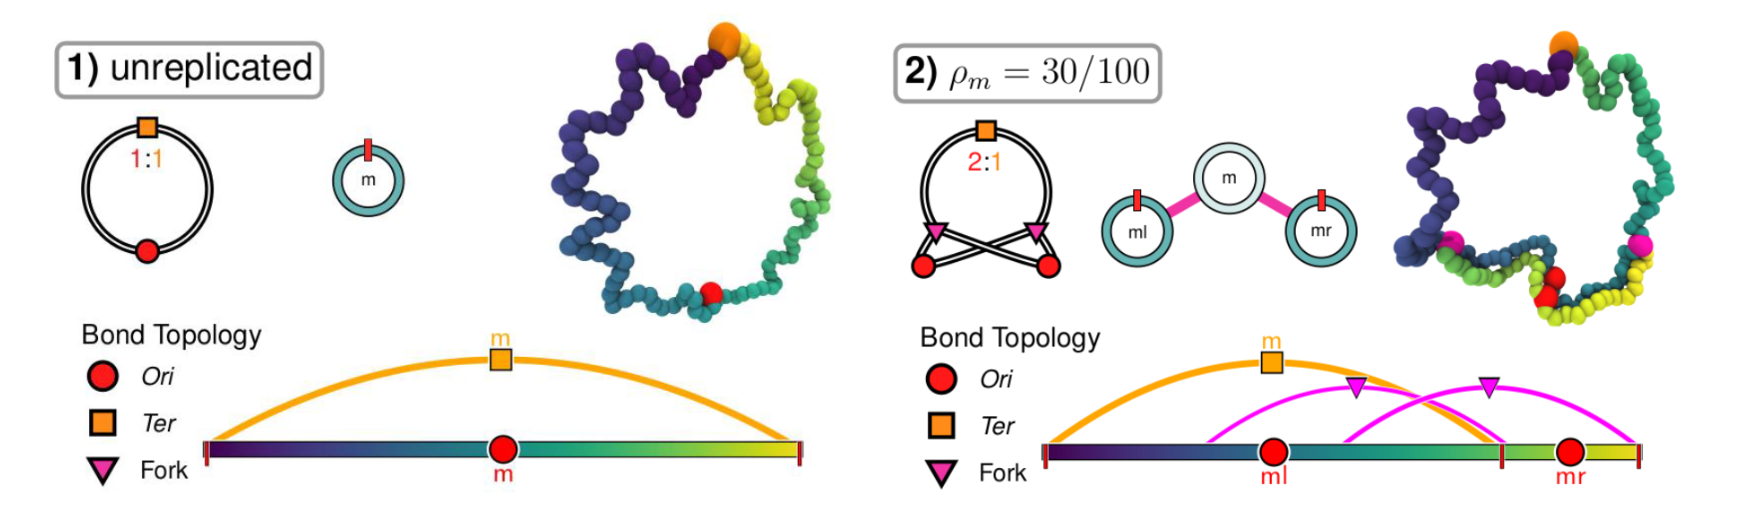 1) unreplicated
1:1
m
Bond Topology
Ori
Ter
Fork
m
m
2) ρₘ = 30/100
2:1
m
ml
mr
Bond Topology
Ori
Ter
Fork
m
ml
mr